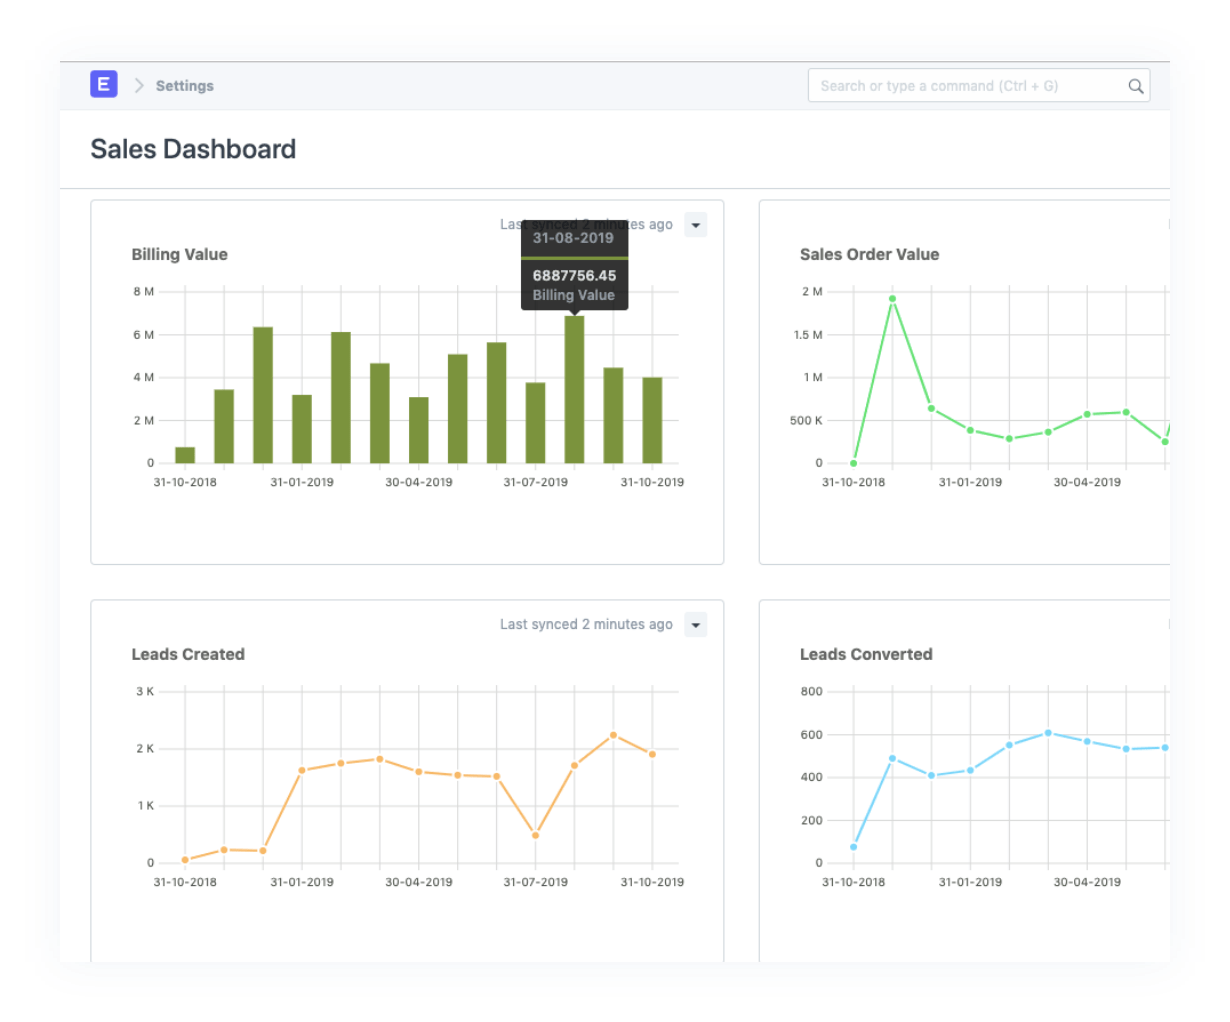 E
Settings
Search or type a command (Ctrl + G)
Sales Dashboard
Last synced 2 minutes ago
31-08-2019
6887756.45
Billing Value
Billing Value
8 M
6 M
4 M
2 M
0
31-10-2018 31-01-2019 30-04-2019 31-07-2019 31-10-2019
Sales Order Value
2 M
1.5 M
1 M
500 K
0
31-10-2018 31-01-2019 30-04-2019
Last synced 2 minutes ago
Leads Created
3 K
2 K
1 K
0
31-10-2018 31-01-2019 30-04-2019 31-07-2019 31-10-2019
Leads Converted
800
600
400
200
0
31-10-2018 31-01-2019 30-04-2019